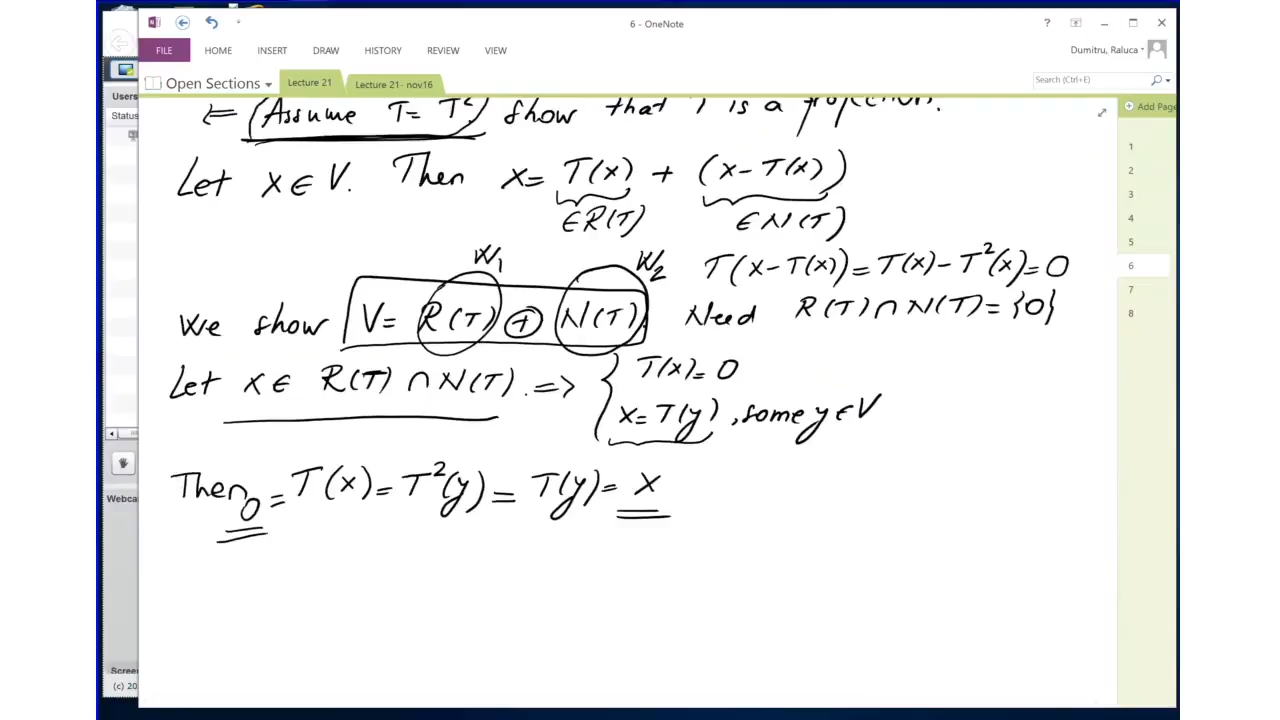 6 - OneNote
FILE HOME INSERT DRAW HISTORY REVIEW VIEW
Dumitru, Raluca
Open Sections Lecture 21 Lecture 21- nov16
Search (Ctrl+E)
Add Page
Users
Status
Webca
Screen
(c) 20
1
2
3
4
5
6
7
8
⇐ (Assume T = T². ) show that T is a projection.
Let x ∈ V. Then x = T(x) + (x - T(x))
∈ R(T) ∈ N(T)
W₁ W₂ T(x - T(x)) = T(x) - T²(x) = 0
We show V = R(T) ⊕ N(T). Need R(T) ∩ N(T) = {0}
Let x ∈ R(T) ∩ N(T). => { T(x) = 0
x = T(y), some y ∈ V
Then 0 = T(x) = T²(y) = T(y) = x